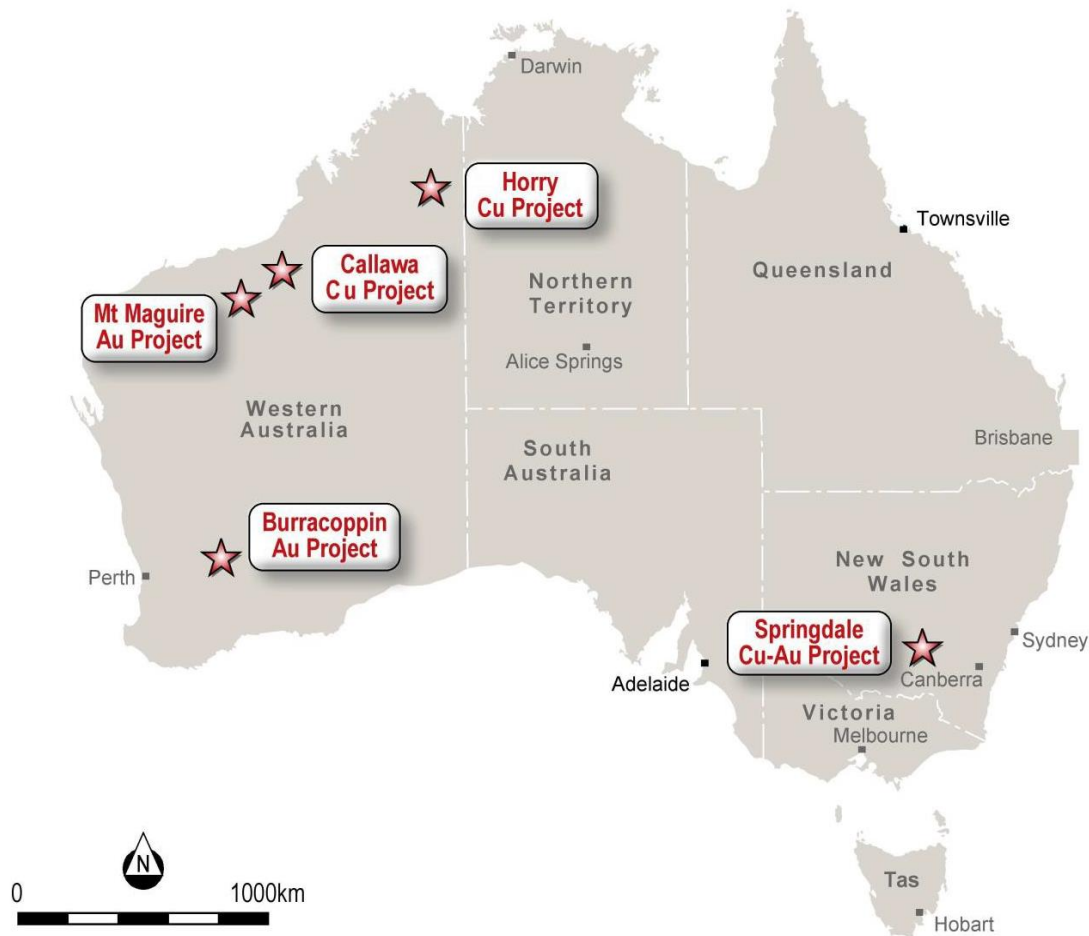 Darwin
Horry
Cu Project
Townsville
Callawa
Cu Project
Queensland
Northern
Territory
Mt Maguire
Au Project
Alice Springs
Western
Australia
South
Australia
Brisbane
Burracoppin
Au Project
New South
Wales
Perth
Springdale
Cu-Au Project
Sydney
Canberra
Adelaide
Victoria
Melbourne
N
0 1000km
Tas
Hobart